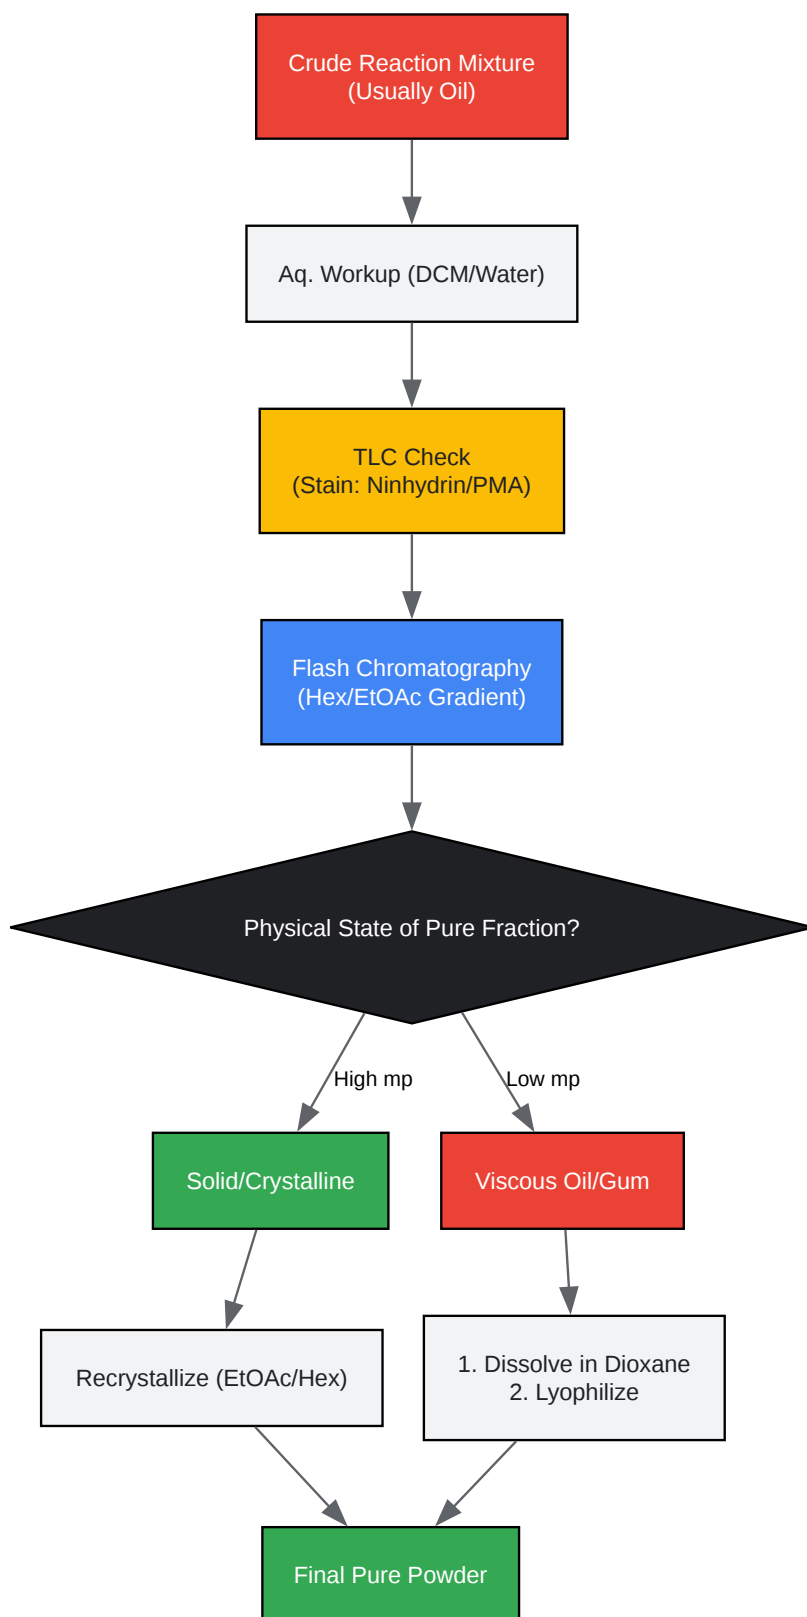 Crude Reaction Mixture
(Usually Oil)
Aq. Workup (DCM/Water)
TLC Check
(Stain: Ninhydrin/PMA)
Flash Chromatography
(Hex/EtOAc Gradient)
Physical State of Pure Fraction?
High mp
Low mp
Solid/Crystalline
Viscous Oil/Gum
Recrystallize (EtOAc/Hex)
1. Dissolve in Dioxane
2. Lyophilize
Final Pure Powder